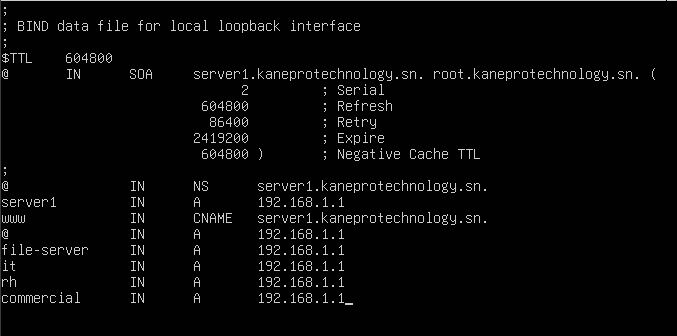 ;
; BIND data file for local loopback interface
;
$TTL    604800
@       IN      SOA     server1.kaneprotechnology.sn. root.kaneprotechnology.sn. (
                              2         ; Serial
                         604800         ; Refresh
                          86400         ; Retry
                        2419200         ; Expire
                         604800 )       ; Negative Cache TTL
;
@               IN      NS      server1.kaneprotechnology.sn.
server1         IN      A       192.168.1.1
www             IN      CNAME   server1.kaneprotechnology.sn.
@               IN      A       192.168.1.1
file-server     IN      A       192.168.1.1
it              IN      A       192.168.1.1
rh              IN      A       192.168.1.1
commercial      IN      A       192.168.1.1